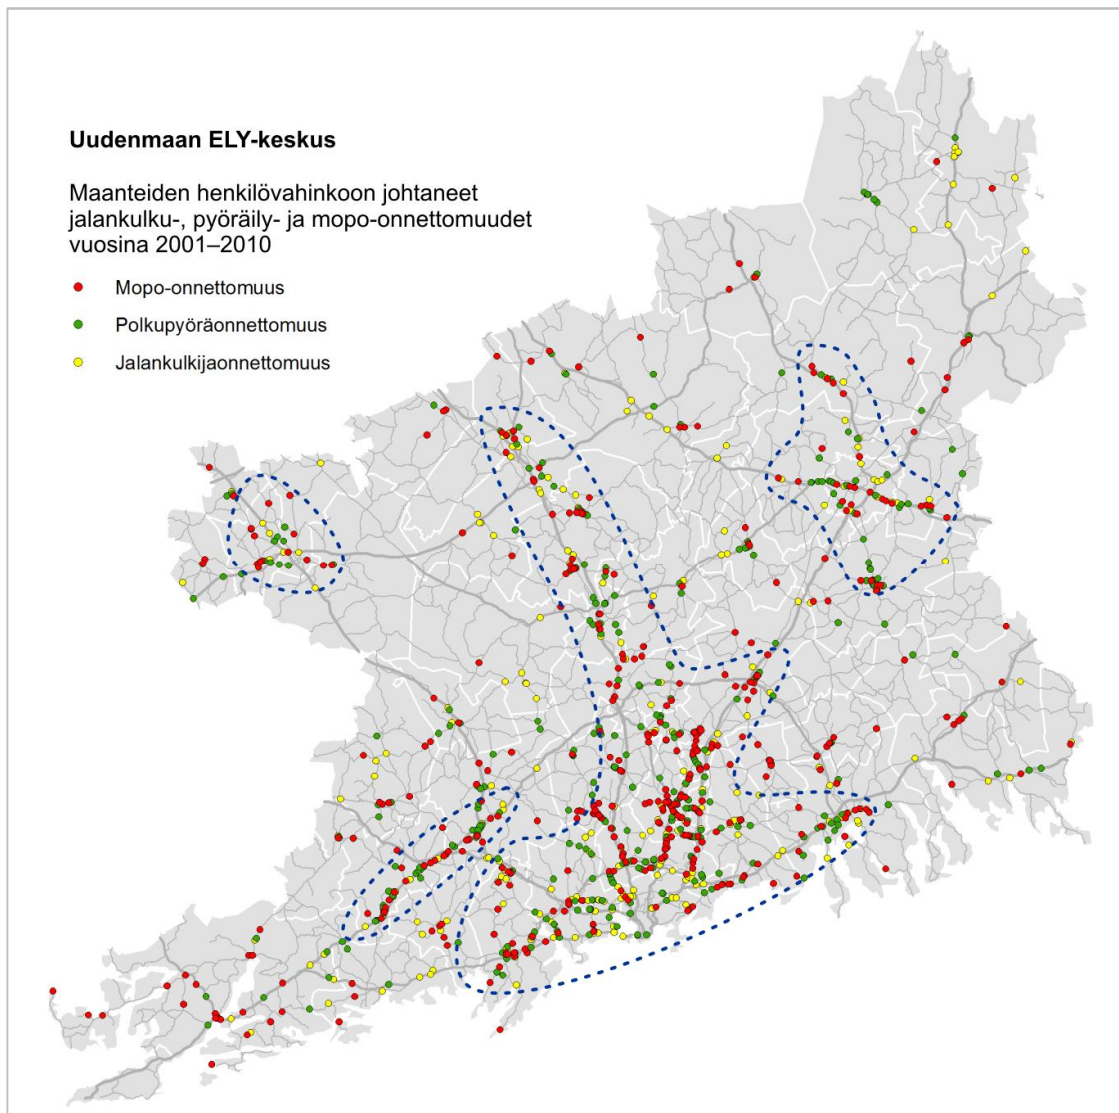 Uudenmaan ELY-keskus
Maanteiden henkilövahinkoon johtaneet
jalankulku-, pyöräily- ja mopo-onnettomuudet
vuosina 2001–2010
Mopo-onnettomuus
Polkupyöräonnettomuus
Jalankulkijaonnettomuus